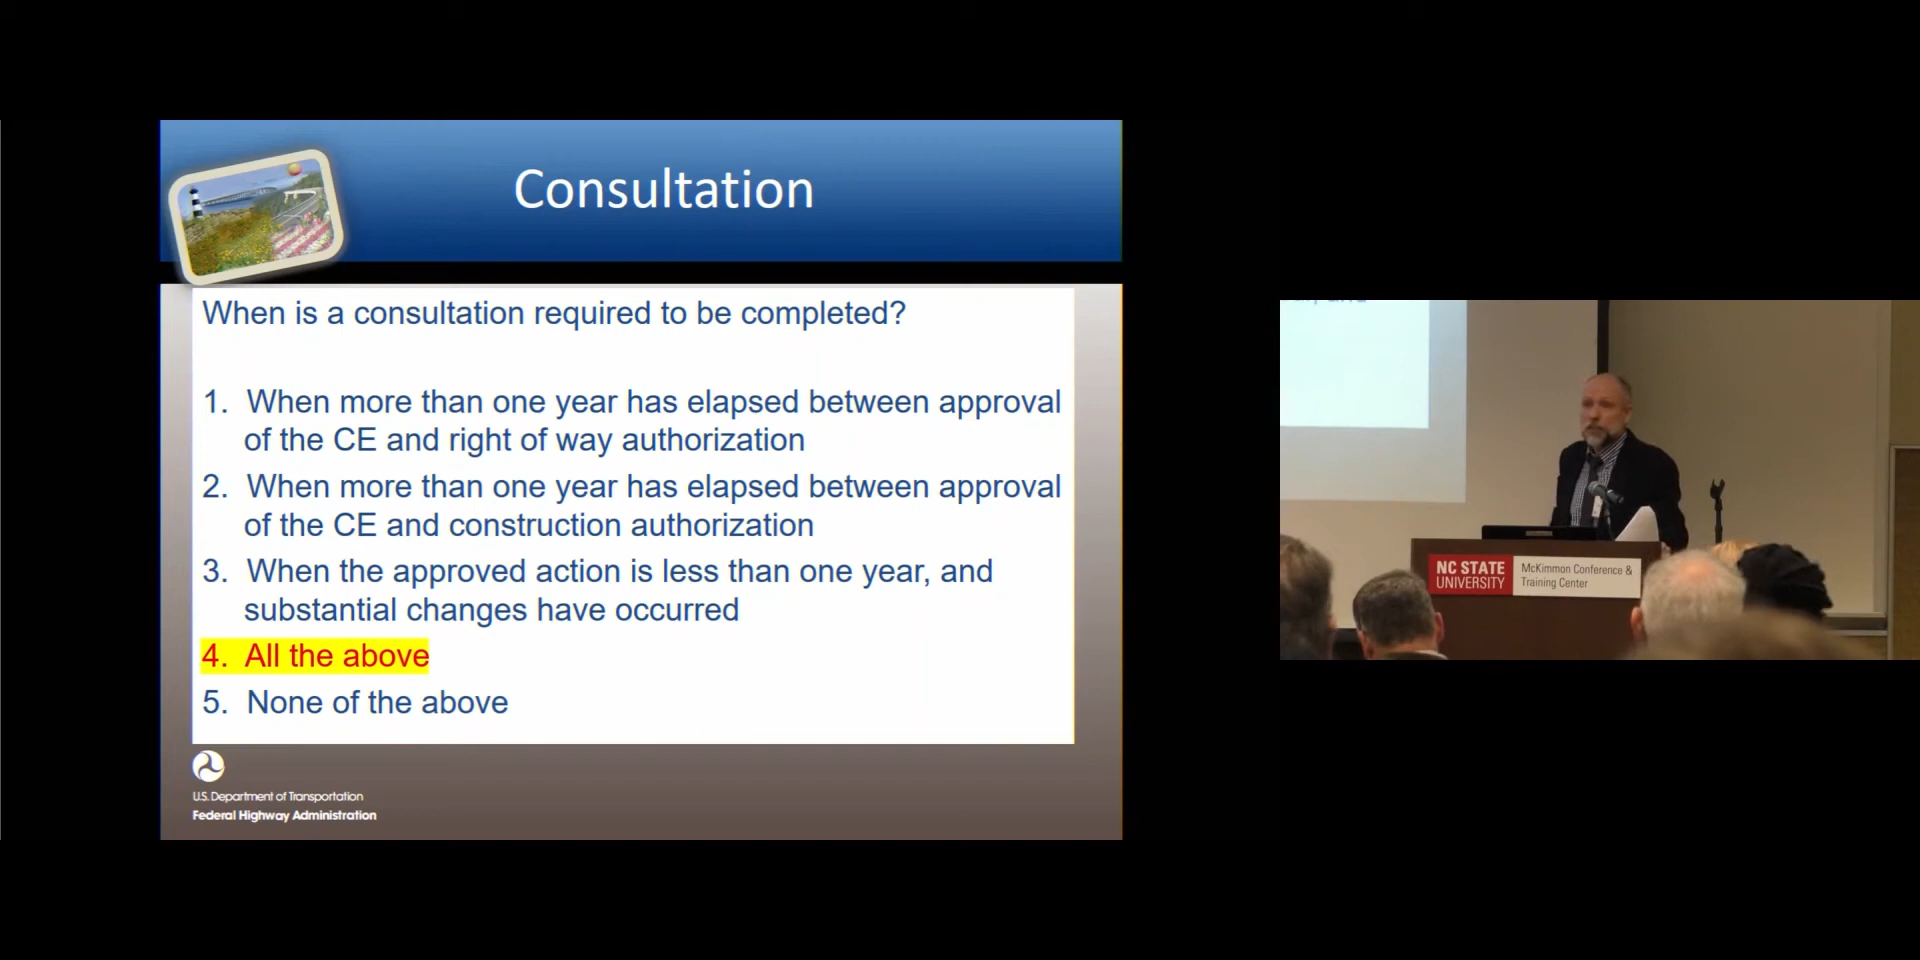 Consultation
When is a consultation required to be completed?
1. When more than one year has elapsed between approval
of the CE and right of way authorization
2. When more than one year has elapsed between approval
of the CE and construction authorization
3. When the approved action is less than one year, and
substantial changes have occurred
4. All the above
5. None of the above
U.S. Department of Transportation
Federal Highway Administration
NC STATE
UNIVERSITY
McKimmon Conference &
Training Center